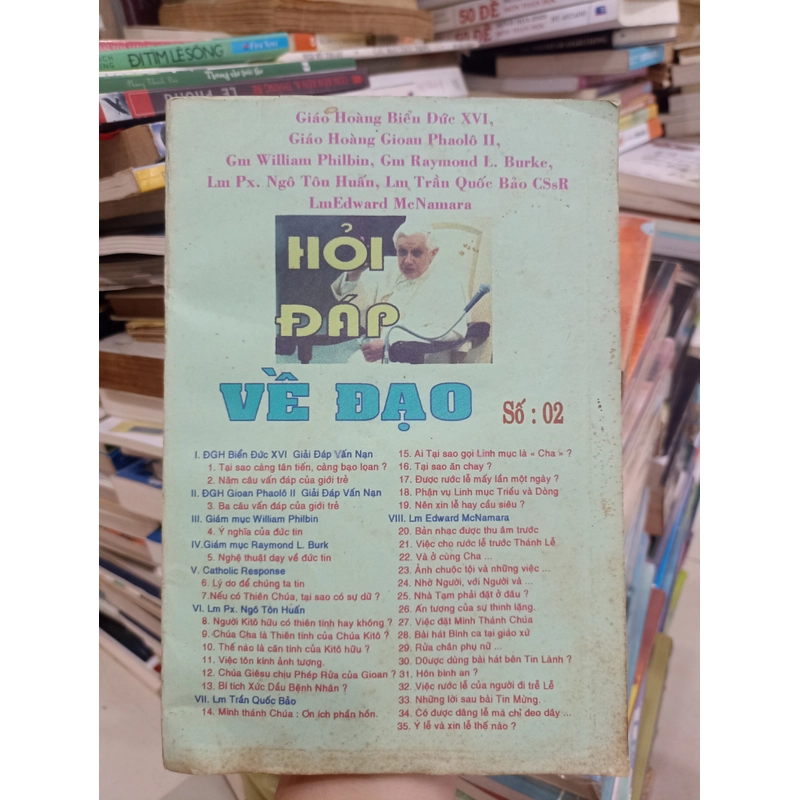 50 ĐỀ
50 ĐỀ
ĐI TÌM LẼ SỐNG
First News
Giáo Hoàng Biển Đức XVI,
Giáo Hoàng Gioan Phaolô II,
Gm William Philbin, Gm Raymond L. Burke,
Lm Px. Ngô Tôn Huấn, Lm Trần Quốc Bảo CSsR
LmEdward McNamara
HỎI
ĐÁP
VỀ ĐẠO Số : 02
I. ĐGH Biển Đức XVI Giải Đáp Vấn Nạn
1. Tại sao càng tân tiến, càng bạo lọan ?
2. Năm câu vấn đáp của giới trẻ
II. ĐGH Gioan Phaolô II Giải Đáp Vấn Nạn
3. Ba câu vấn đáp của giới trẻ
III. Giám mục William Philbin
4. Ý nghĩa của đức tin
IV.Giám mục Raymond L. Burk
5. Nghệ thuật dạy về đức tin
V. Catholic Response
6. Lý do để chúng ta tin
7.Nếu có Thiên Chúa, tại sao có sự dữ ?
VI. Lm Px. Ngô Tôn Huấn
8. Người Kitô hữu có thiên tính hay không ?
9. Chúa Cha là Thiên tính của Chúa Kitô ?
10. Thế nào là căn tính của Kitô hữu ?
11. Việc tôn kính ảnh tượng.
12. Chúa Giêsu chịu Phép Rửa của Gioan ?
13. Bí tích Xức Dầu Bệnh Nhân ?
VII. Lm Trần Quốc Bảo
14. Mình thánh Chúa : Ơn ích phần hồn.
15. Ai Tại sao gọi Linh mục là « Cha » ?
16. Tại sao ăn chay ?
17. Được rước lễ mấy lần một ngày ?
18. Phận vụ Linh mục Triều và Dòng
19. Nên xin lễ hay cầu siêu ?
VIII. Lm Edward McNamara
20. Bản nhạc được thu âm trước
21. Việc cho rước lễ trước Thánh Lễ
22. Và ở cùng Cha ...
23. Ảnh chuộc tội và những việc ...
24. Nhờ Người, với Người và ...
25. Nhà Tạm phải đặt ở đâu ?
26. Ấn tượng của sự thinh lặng.
27. Việc đặt Mình Thánh Chúa
28. Bài hát Bình ca tại giáo xứ
29. Rửa chân phụ nữ ...
30. D0ược dùng bài hát bên Tin Lành ?
31. Hôn bình an ?
32. Việc rước lễ của người đi trễ Lễ
33. Những lời sau bài Tin Mừng.
34. Có được dâng lễ mà chỉ đeo dây ...
35. Ý lễ và xin lễ thế nào ?